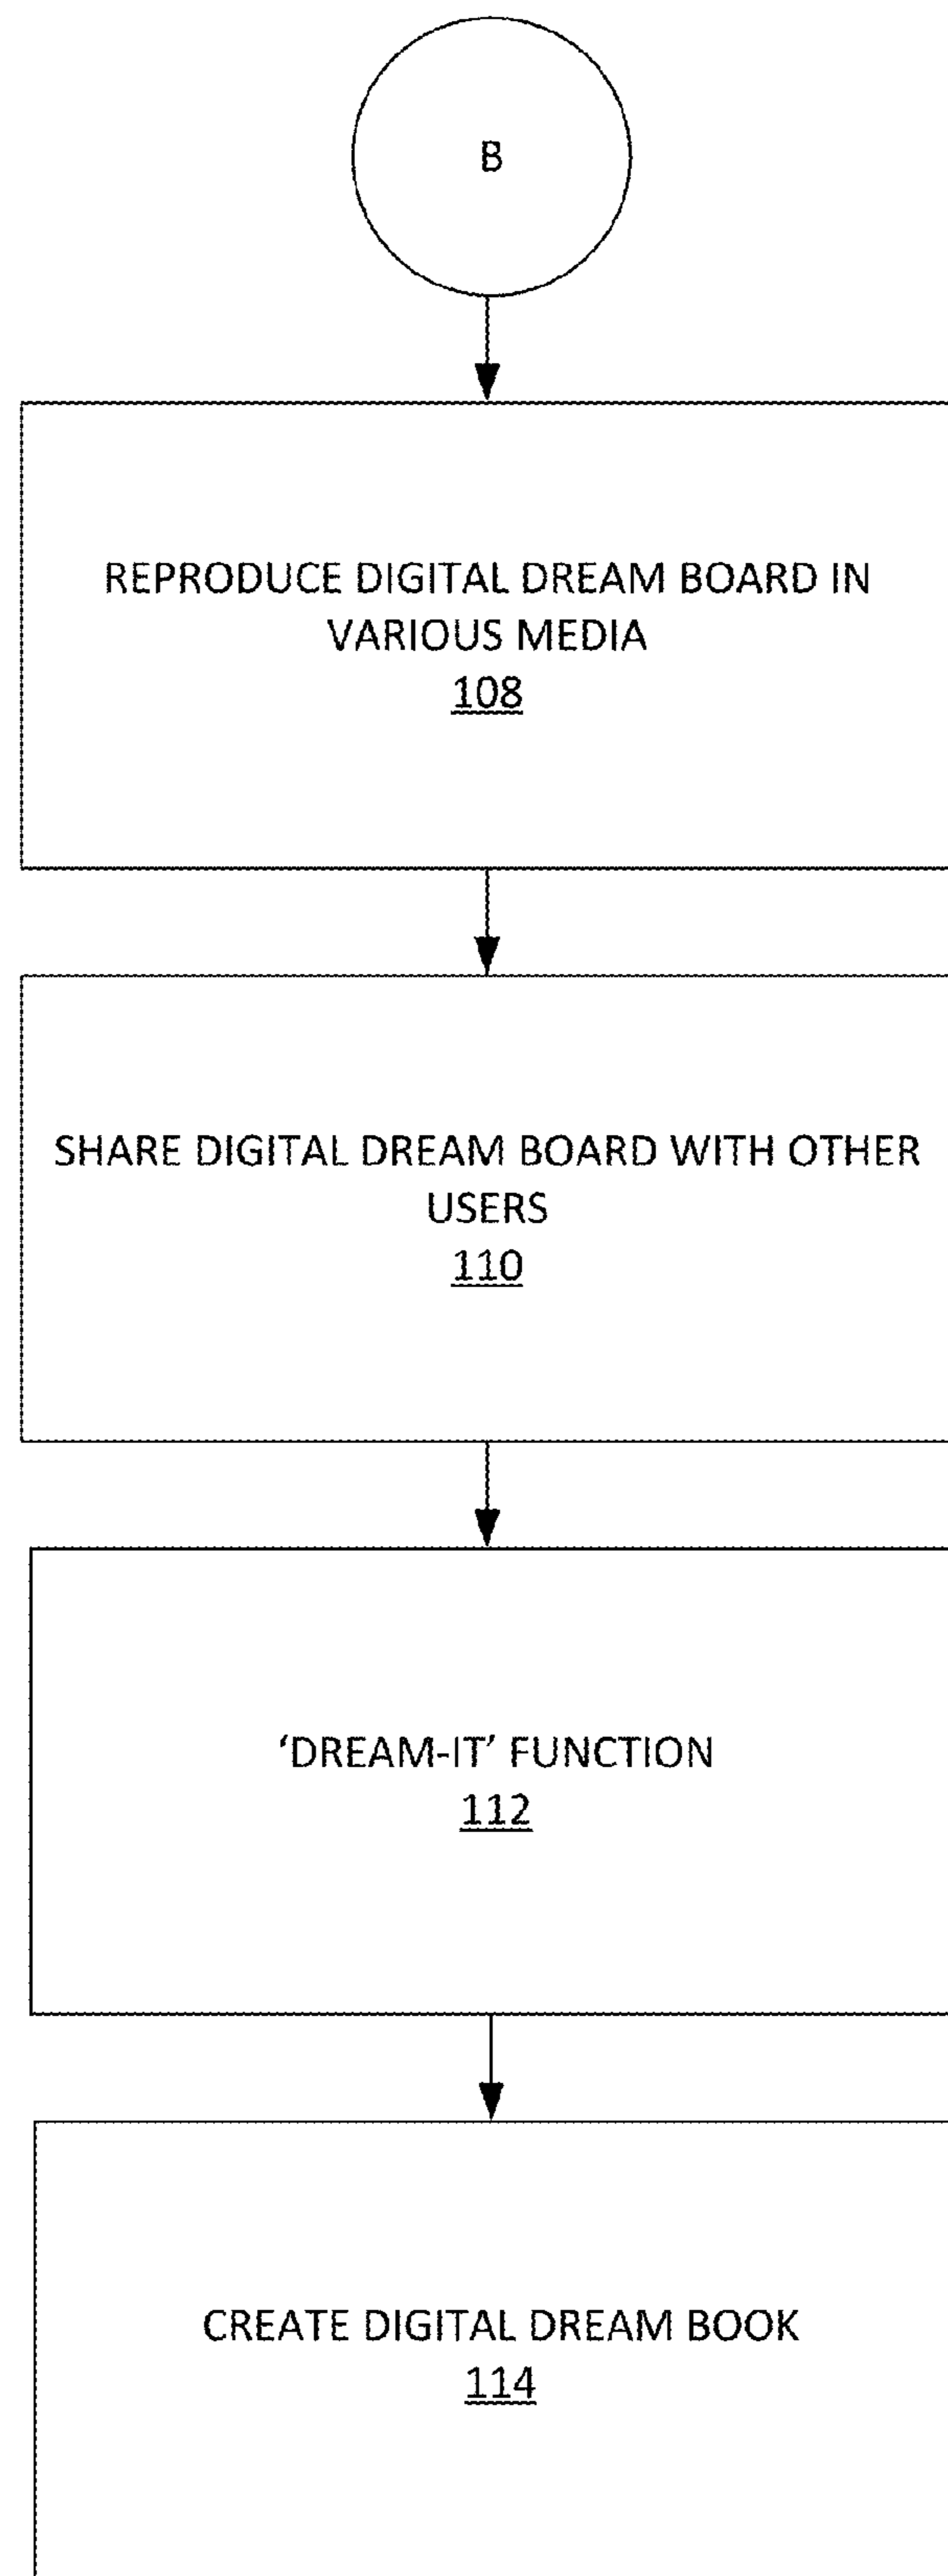 B
REPRODUCE DIGITAL DREAM BOARD IN
VARIOUS MEDIA
108
SHARE DIGITAL DREAM BOARD WITH OTHER
USERS
110
‘DREAM-IT’ FUNCTION
112
CREATE DIGITAL DREAM BOOK
114